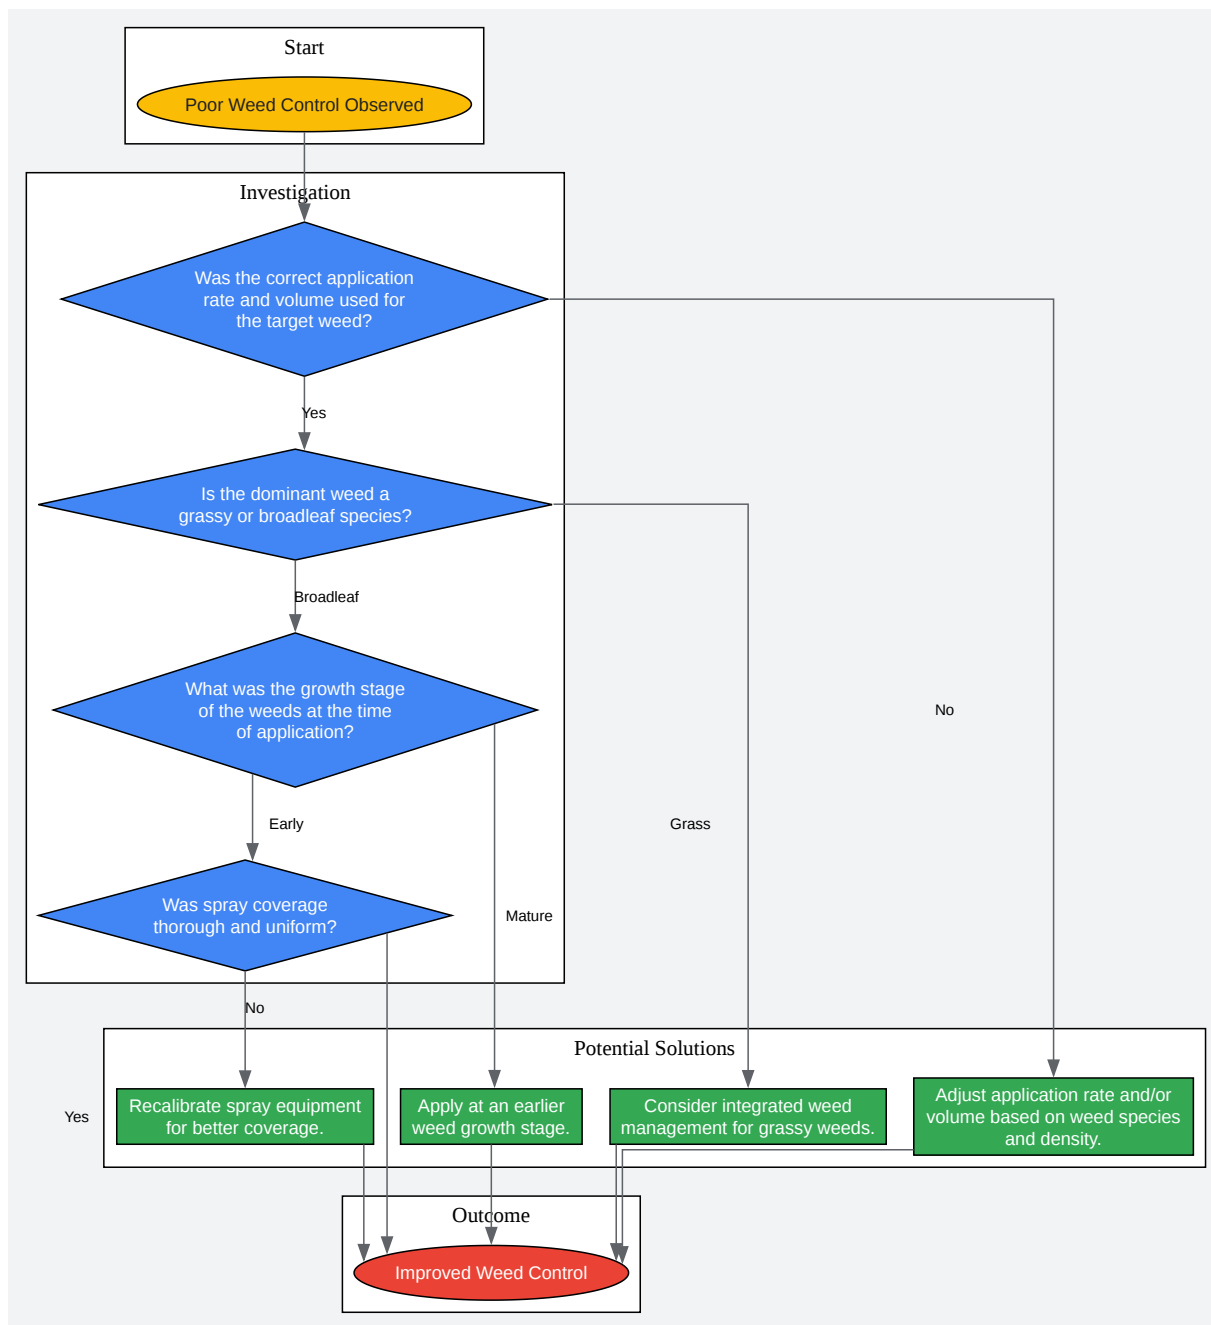 Start
Poor Weed Control Observed
Investigation
Was the correct application
rate and volume used for
the target weed?
Yes
Is the dominant weed a
grassy or broadleaf species?
Broadleaf
What was the growth stage
of the weeds at the time
of application?
No
Early
Grass
Was spray coverage
thorough and uniform?
Mature
No
Potential Solutions
Yes
Recalibrate spray equipment
for better coverage.
Apply at an earlier
weed growth stage.
Consider integrated weed
management for grassy weeds.
Adjust application rate and/or
volume based on weed species
and density.
Outcome
Improved Weed Control